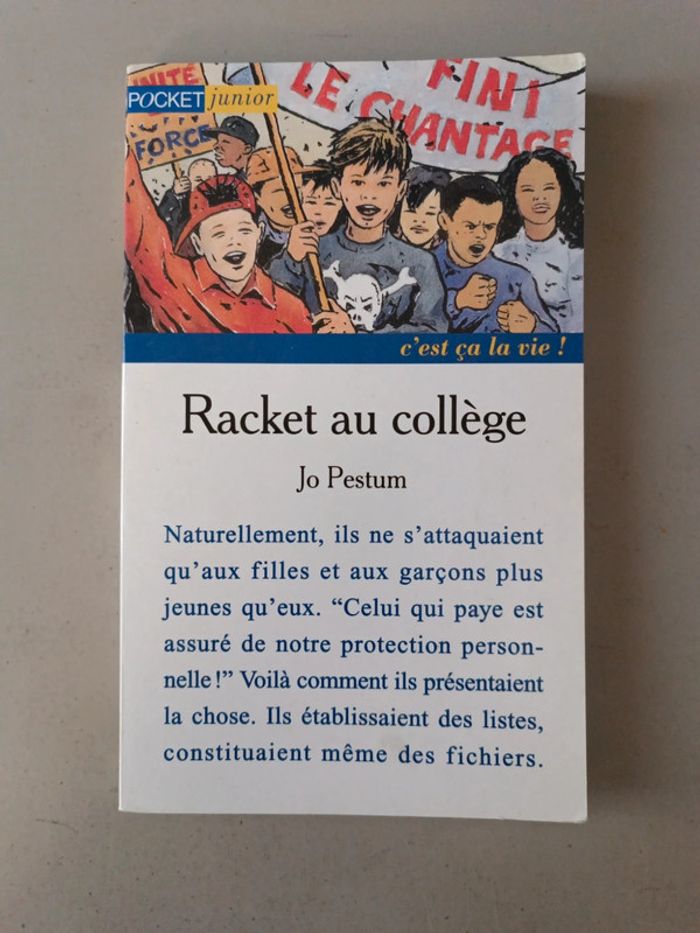 UNITÉ
FORCE
FINI
LE CHANTAGE
POCKET junior
c'est ça la vie !
Racket au collège
Jo Pestum
Naturellement, ils ne s'attaquaient
qu'aux filles et aux garçons plus
jeunes qu'eux. “Celui qui paye est
assuré de notre protection person-
nelle !” Voilà comment ils présentaient
la chose. Ils établissaient des listes,
constituaient même des fichiers.